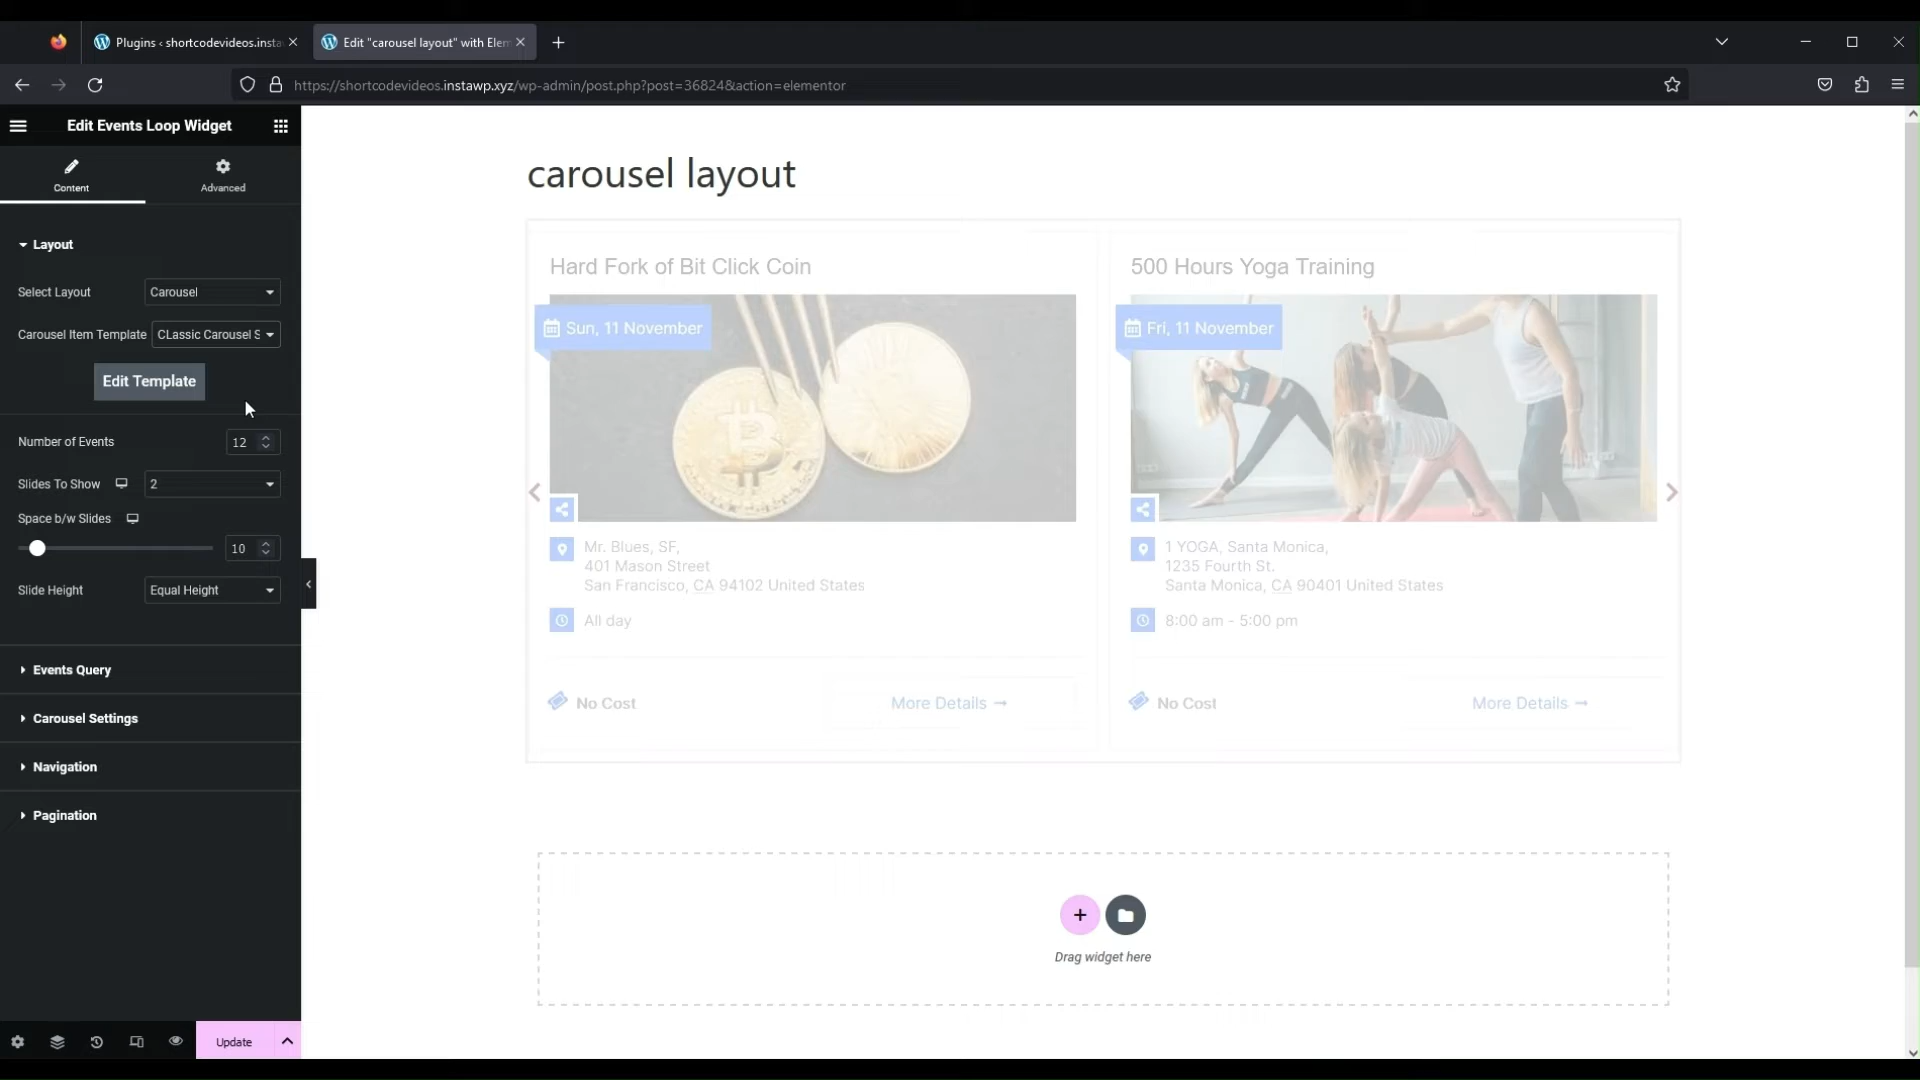 Plugins ‹ shortcodevideos.insta
Edit "carousel layout" with Elem
https://shortcodevideos.instawp.xyz/wp-admin/post.php?post=36824&action=elementor
Edit Events Loop Widget
Content
Advanced
Layout
Select Layout
Carousel
Carousel Item Template
CLassic Carousel S
Edit Template
Number of Events
12
Slides To Show
2
Space b/w Slides
10
Slide Height
Equal Height
Events Query
Carousel Settings
Navigation
Pagination
Update
carousel layout
Hard Fork of Bit Click Coin
Sun, 11 November
Mr. Blues, SF,
401 Mason Street
San Francisco, CA 94102 United States
All day
No Cost
More Details →
500 Hours Yoga Training
Fri, 11 November
1 YOGA, Santa Monica,
1235 Fourth St.
Santa Monica, CA 90401 United States
8:00 am - 5:00 pm
No Cost
More Details →
Drag widget here